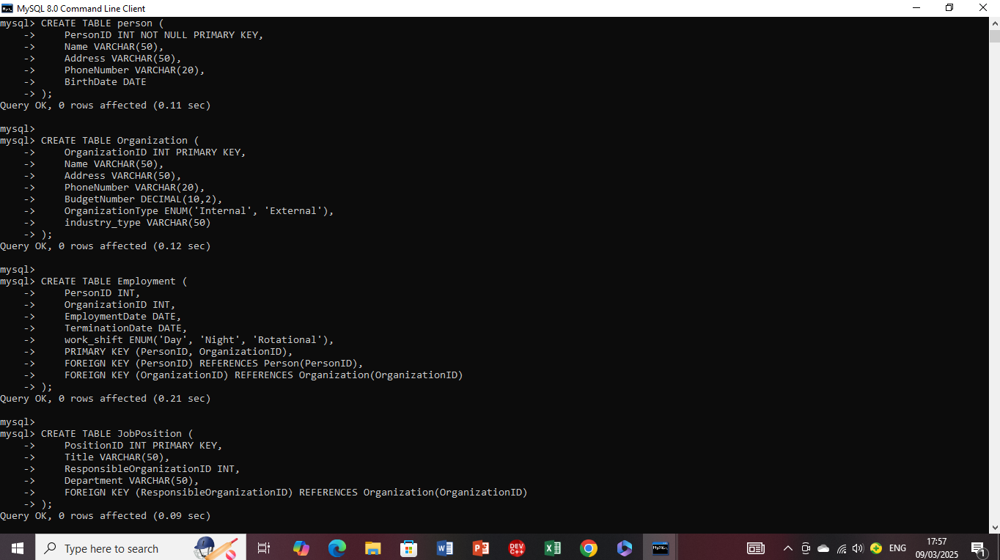 MySQL 8.0 Command Line Client
mysql> CREATE TABLE person (
    ->     PersonID INT NOT NULL PRIMARY KEY,
    ->     Name VARCHAR(50),
    ->     Address VARCHAR(50),
    ->     PhoneNumber VARCHAR(20),
    ->     BirthDate DATE
    -> );
Query OK, 0 rows affected (0.11 sec)
mysql>
mysql> CREATE TABLE Organization (
    ->     OrganizationID INT PRIMARY KEY,
    ->     Name VARCHAR(50),
    ->     Address VARCHAR(50),
    ->     PhoneNumber VARCHAR(20),
    ->     BudgetNumber DECIMAL(10,2),
    ->     OrganizationType ENUM('Internal', 'External'),
    ->     industry_type VARCHAR(50)
    -> );
Query OK, 0 rows affected (0.12 sec)
mysql>
mysql> CREATE TABLE Employment (
    ->     PersonID INT,
    ->     OrganizationID INT,
    ->     EmploymentDate DATE,
    ->     TerminationDate DATE,
    ->     work_shift ENUM('Day', 'Night', 'Rotational'),
    ->     PRIMARY KEY (PersonID, OrganizationID),
    ->     FOREIGN KEY (PersonID) REFERENCES Person(PersonID),
    ->     FOREIGN KEY (OrganizationID) REFERENCES Organization(OrganizationID)
    -> );
Query OK, 0 rows affected (0.21 sec)
mysql>
mysql> CREATE TABLE JobPosition (
    ->     PositionID INT PRIMARY KEY,
    ->     Title VARCHAR(50),
    ->     ResponsibleOrganizationID INT,
    ->     Department VARCHAR(50),
    ->     FOREIGN KEY (ResponsibleOrganizationID) REFERENCES Organization(OrganizationID)
    -> );
Query OK, 0 rows affected (0.09 sec)
Type here to search
DEV C++
MySQL
ENG
17:57
09/03/2025
1